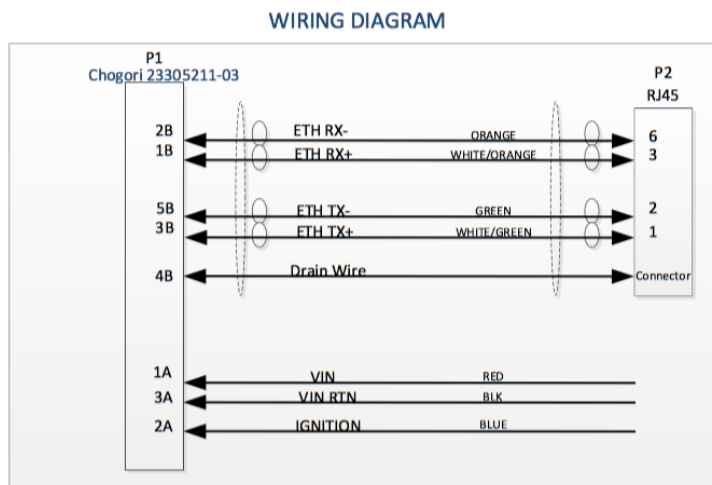 WIRING DIAGRAM
P1
Chogori 23305211-03
P2
RJ45
2B ETH RX- ORANGE 6
1B ETH RX+ WHITE/ORANGE 3
5B ETH TX- GREEN 2
3B ETH TX+ WHITE/GREEN 1
4B Drain Wire Connector
1A VIN RED
3A VIN RTN BLK
2A IGNITION BLUE